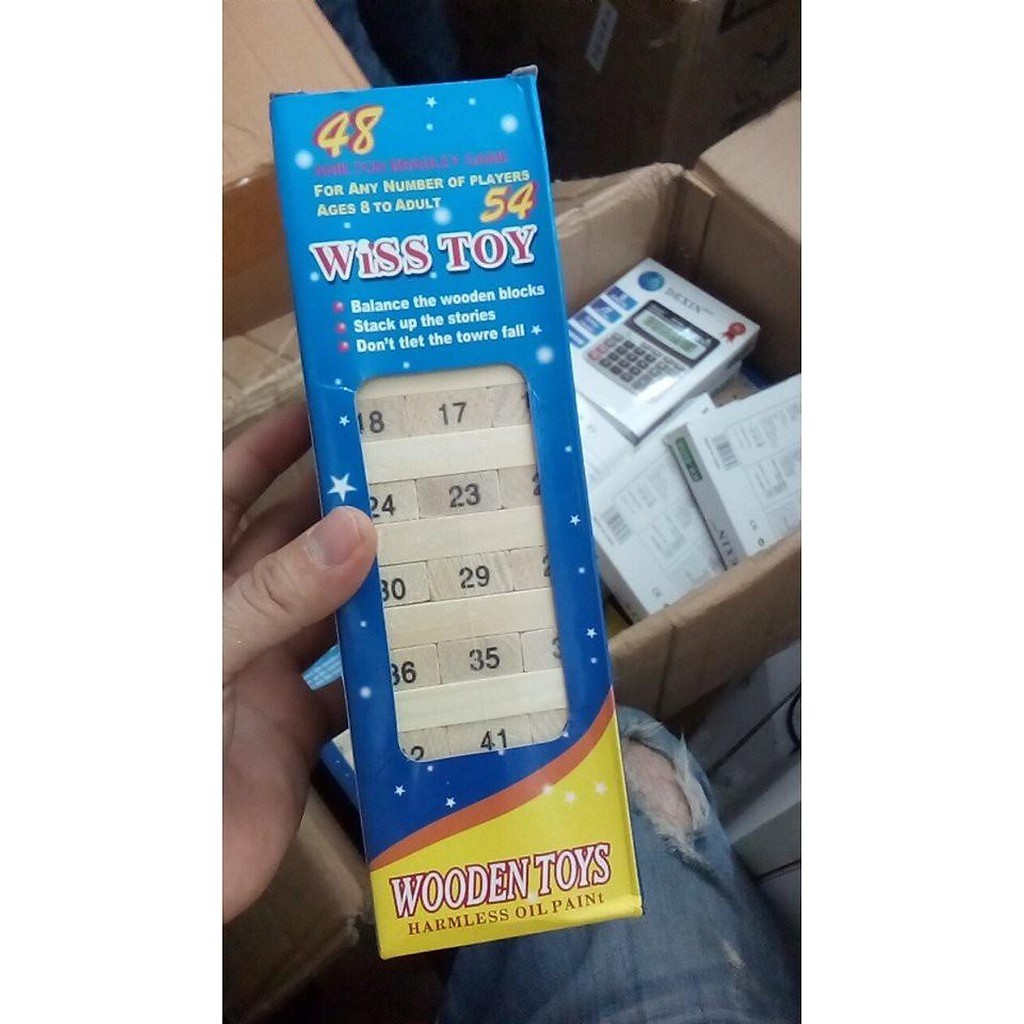 48
FOR ANY NUMBER OF PLAYERS
AGES 8 TO ADULT
54
WiSS TOY
Balance the wooden blocks
Stack up the stories
Don't tlet the towre fall
18 17
24 23
30 29
36 35
41
WOODEN TOYS
HARMLESS OIL PAINt
DEXIN